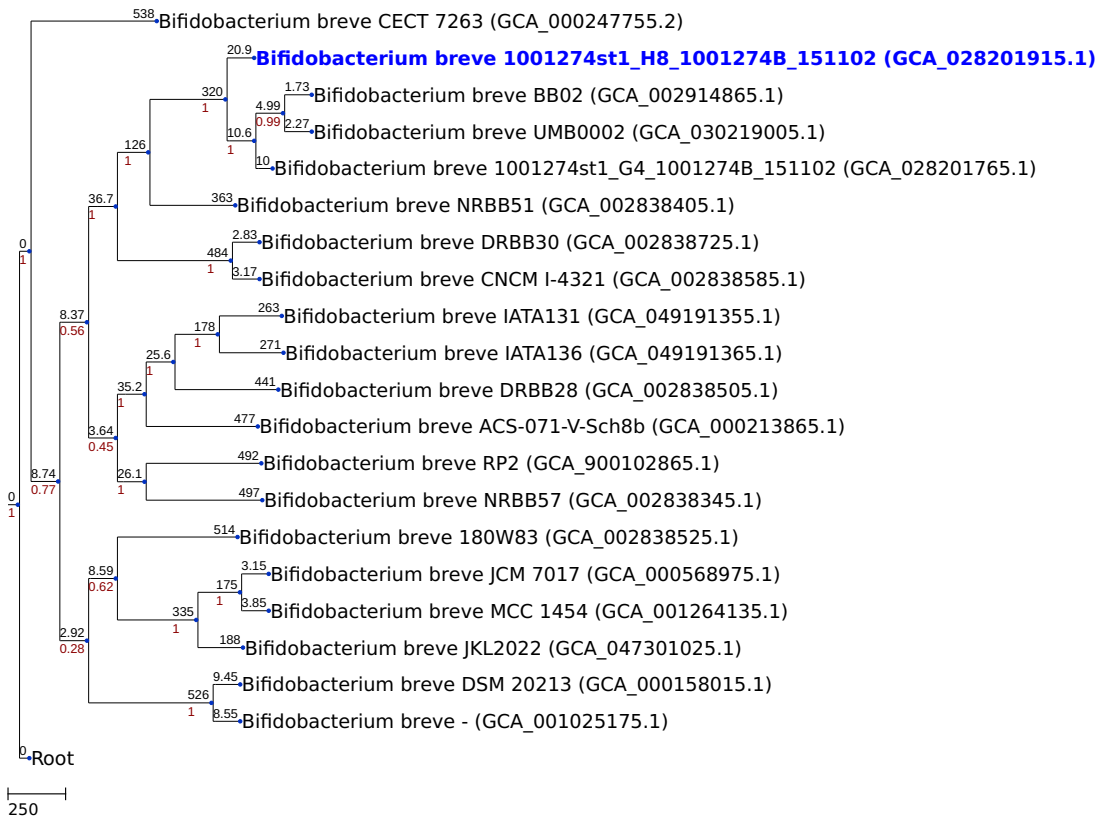 538
Bifidobacterium breve CECT 7263 (GCA_000247755.2)
20.9
Bifidobacterium breve 1001274st1_H8_1001274B_151102 (GCA_028201915.1)
320
1
1.73
Bifidobacterium breve BB02 (GCA_002914865.1)
4.99
0.99
2.27
Bifidobacterium breve UMB0002 (GCA_030219005.1)
10.6
1
10
Bifidobacterium breve 1001274st1_G4_1001274B_151102 (GCA_028201765.1)
126
1
363
Bifidobacterium breve NRBB51 (GCA_002838405.1)
36.7
1
2.83
Bifidobacterium breve DRBB30 (GCA_002838725.1)
484
1
3.17
Bifidobacterium breve CNCM I-4321 (GCA_002838585.1)
0
1
8.37
0.56
263
Bifidobacterium breve IATA131 (GCA_049191355.1)
178
1
271
Bifidobacterium breve IATA136 (GCA_049191365.1)
25.6
1
441
Bifidobacterium breve DRBB28 (GCA_002838505.1)
35.2
1
477
Bifidobacterium breve ACS-071-V-Sch8b (GCA_000213865.1)
3.64
0.45
492
Bifidobacterium breve RP2 (GCA_900102865.1)
26.1
1
497
Bifidobacterium breve NRBB57 (GCA_002838345.1)
8.74
0.77
0
1
514
Bifidobacterium breve 180W83 (GCA_002838525.1)
8.59
0.62
3.15
Bifidobacterium breve JCM 7017 (GCA_000568975.1)
175
1
3.85
Bifidobacterium breve MCC 1454 (GCA_001264135.1)
335
1
188
Bifidobacterium breve JKL2022 (GCA_047301025.1)
2.92
0.28
9.45
Bifidobacterium breve DSM 20213 (GCA_000158015.1)
526
1
8.55
Bifidobacterium breve - (GCA_001025175.1)
0
Root
250